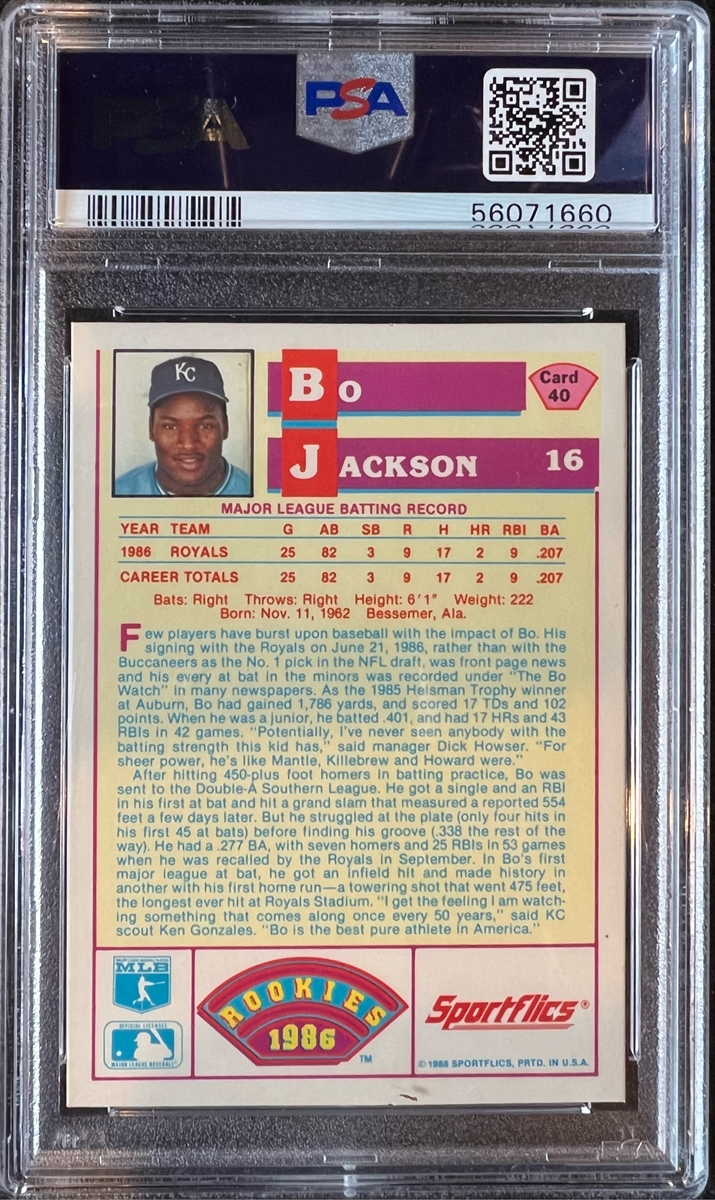 PSA
56071660
KC
Bo
Card
40
JACKSON 16
MAJOR LEAGUE BATTING RECORD
YEAR TEAM G AB SB R H HR RBI BA
1986 ROYALS 25 82 3 9 17 2 9 .207
CAREER TOTALS 25 82 3 9 17 2 9 .207
Bats: Right Throws: Right Height: 6'1" Weight: 222
Born: Nov. 11, 1962 Bessemer, Ala.
Few players have burst upon baseball with the impact of Bo. His
signing with the Royals on June 21, 1986, rather than with the
Buccaneers as the No. 1 pick in the NFL draft, was front page news
and his every at bat in the minors was recorded under "The Bo
Watch" in many newspapers. As the 1985 Heisman Trophy winner
at Auburn, Bo had gained 1,786 yards, and scored 17 TDs and 102
points. When he was a junior, he batted .401, and had 17 HRs and 43
RBIs in 42 games. "Potentially, I've never seen anybody with the
batting strength this kid has," said manager Dick Howser. "For
sheer power, he's like Mantle, Killebrew and Howard were."
After hitting 450-plus foot homers in batting practice, Bo was
sent to the Double-A Southern League. He got a single and an RBI
in his first at bat and hit a grand slam that measured a reported 554
feet a few days later. But he struggled at the plate (only four hits in
his first 45 at bats) before finding his groove (.338 the rest of the
way). He had a .277 BA, with seven homers and 25 RBIs in 53 games
when he was recalled by the Royals in September. In Bo's first
major league at bat, he got an infield hit and made history in
another with his first home run—a towering shot that went 475 feet,
the longest ever hit at Royals Stadium. "I get the feeling I am watch-
ing something that comes along once every 50 years," said KC
scout Ken Gonzales. "Bo is the best pure athlete in America."
MLB
OFFICIAL LICENSEE
MAJOR LEAGUE BASEBALL
ROOKIES
1986
TM
Sportflics®
© 1986 SPORTFLICS, PRTD. IN U.S.A.
PSA